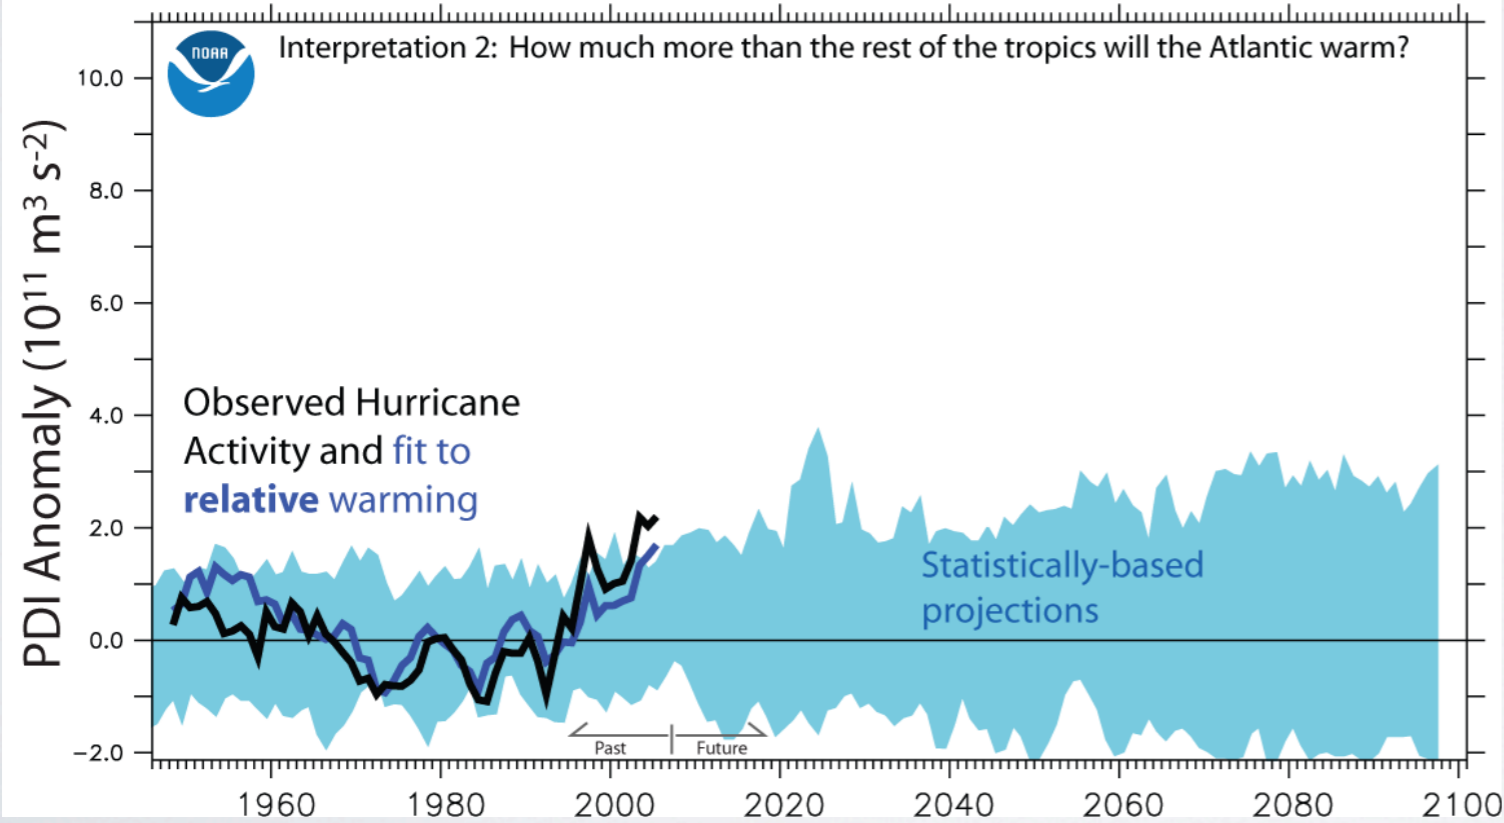 NOAA
Interpretation 2: How much more than the rest of the tropics will the Atlantic warm?
PDI Anomaly (10¹¹ m³ s⁻²)
10.0
8.0
6.0
4.0
2.0
0.0
−2.0
Observed Hurricane
Activity and fit to
relative warming
Statistically-based
projections
Past
Future
1960
1980
2000
2020
2040
2060
2080
2100